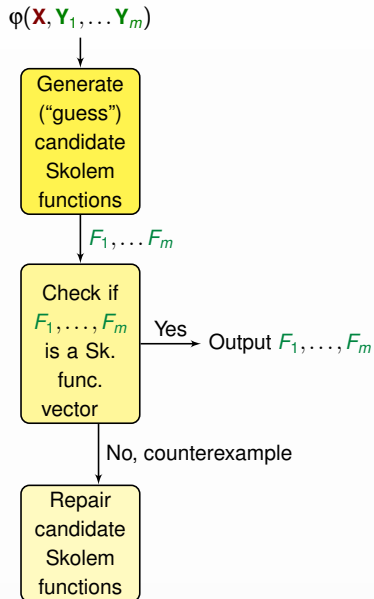 φ(X, Y₁, … Yₘ)
Generate
(“guess”)
candidate
Skolem
functions
F₁, … Fₘ
Check if
F₁, …, Fₘ
is a Sk.
func.
vector
Yes
Output F₁, …, Fₘ
No, counterexample
Repair
candidate
Skolem
functions